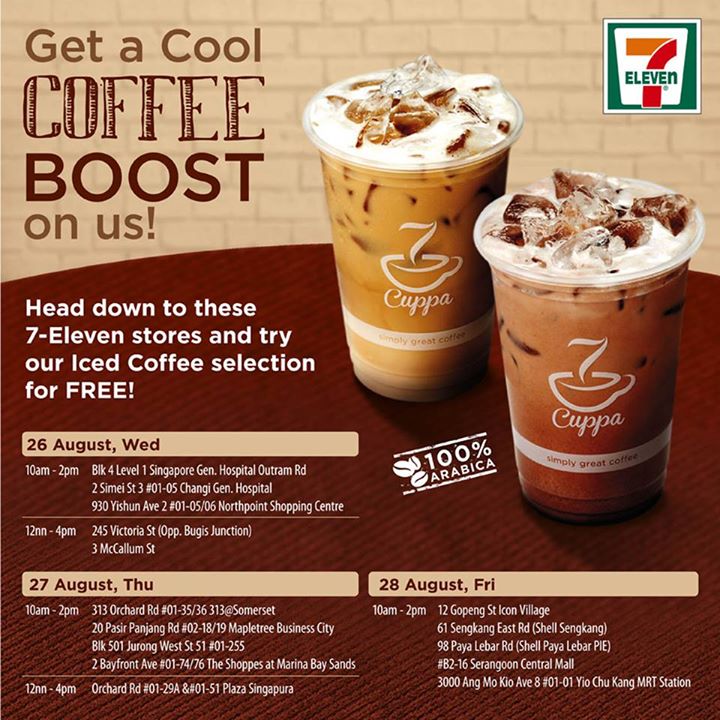 Get a Cool
COFFEE
BOOST
on us!
7
ELEVEn
®
Head down to these
7-Eleven stores and try
our Iced Coffee selection
for FREE!
7
Cuppa
simply great coffee
7
Cuppa
simply great coffee
100%
ARABICA
26 August, Wed
10am - 2pm Blk 4 Level 1 Singapore Gen. Hospital Outram Rd
2 Simei St 3 #01-05 Changi Gen. Hospital
930 Yishun Ave 2 #01-05/06 Northpoint Shopping Centre
12nn - 4pm 245 Victoria St (Opp. Bugis Junction)
3 McCallum St
27 August, Thu
10am - 2pm 313 Orchard Rd #01-35/36 313@Somerset
20 Pasir Panjang Rd #02-18/19 Mapletree Business City
Blk 501 Jurong West St 51 #01-255
2 Bayfront Ave #01-74/76 The Shoppes at Marina Bay Sands
12nn - 4pm Orchard Rd #01-29A &#01-51 Plaza Singapura
28 August, Fri
10am - 2pm 12 Gopeng St Icon Village
61 Sengkang East Rd (Shell Sengkang)
98 Paya Lebar Rd (Shell Paya Lebar PIE)
#B2-16 Serangoon Central Mall
3000 Ang Mo Kio Ave 8 #01-01 Yio Chu Kang MRT Station